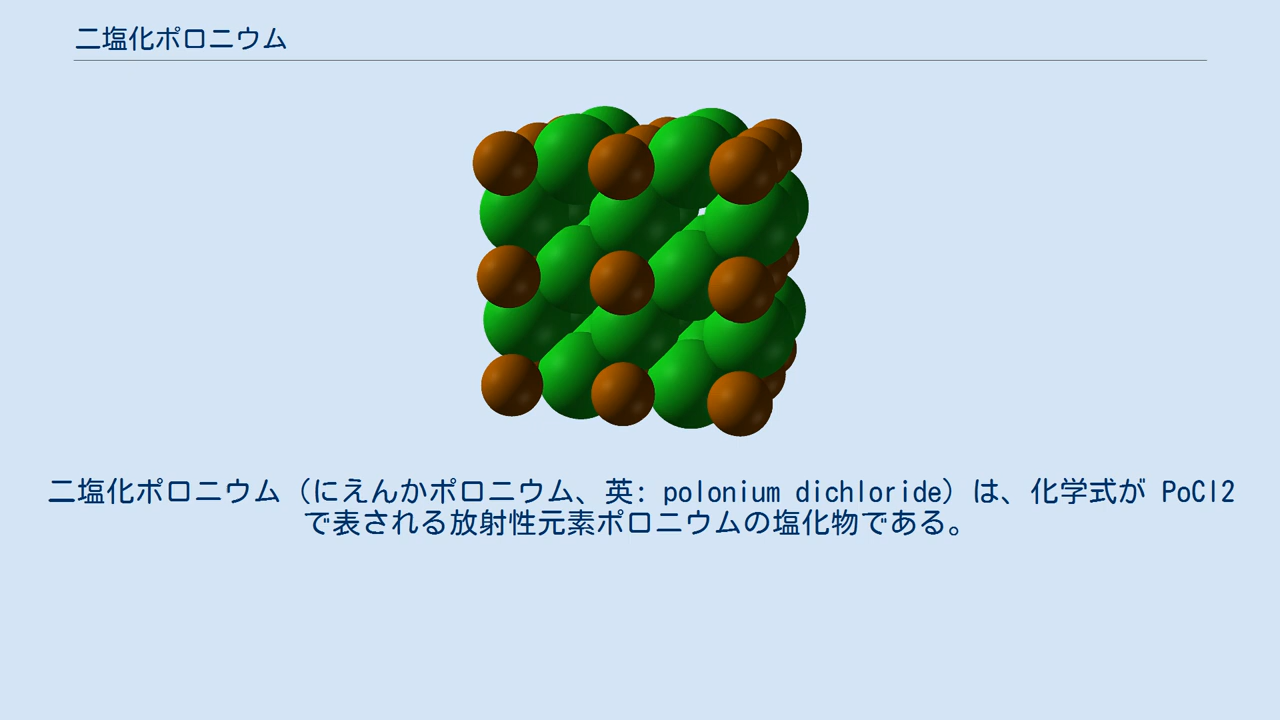 二塩化ポロニウム
二塩化ポロニウム（にえんかポロニウム、英: polonium dichloride）は、化学式が PoCl2
で表される放射性元素ポロニウムの塩化物である。